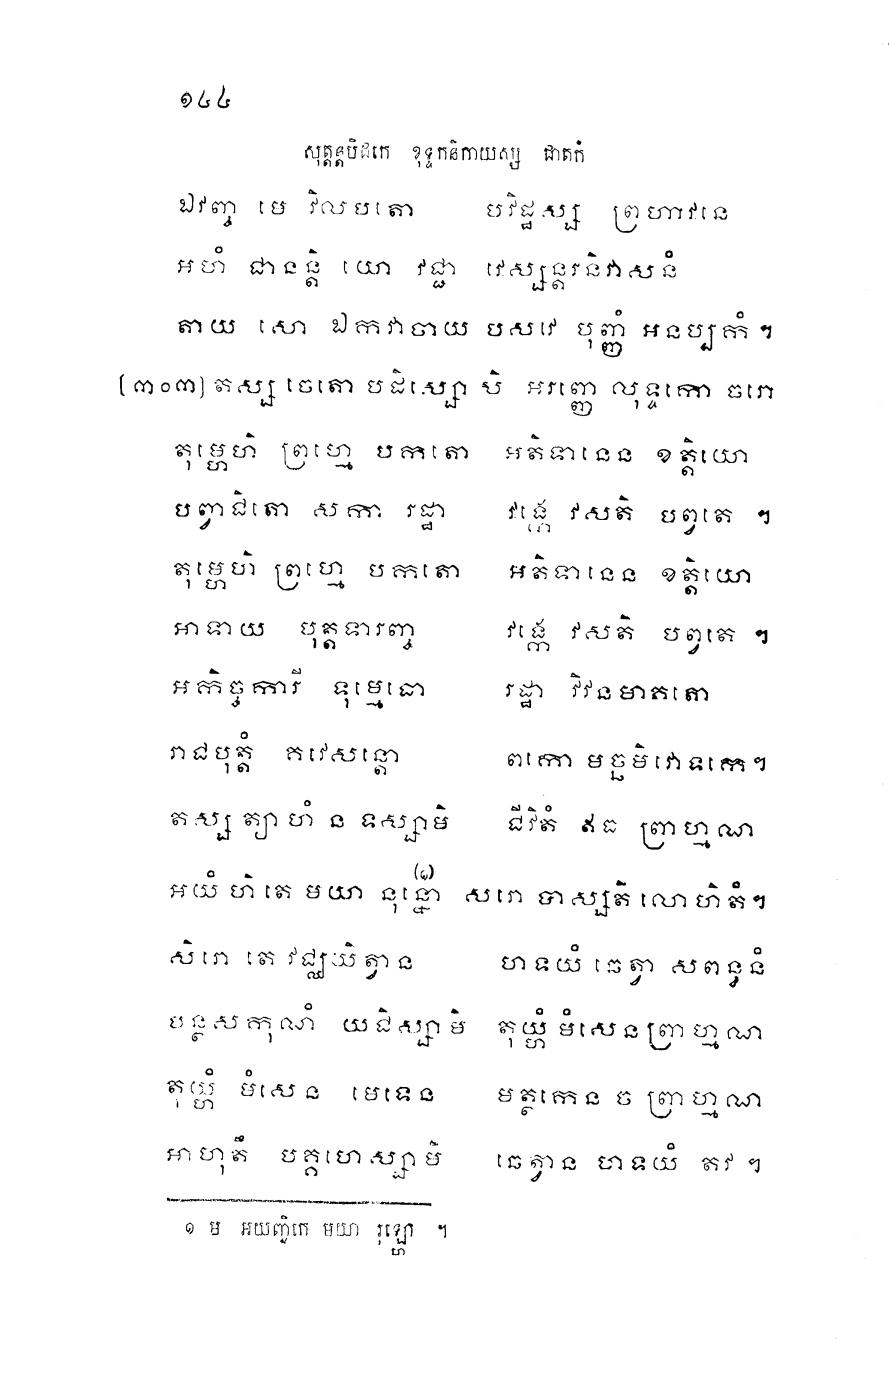 ១៤៤
សុត្តន្តបិដកេ ខុទ្ទកនិកាយស្ស ជាតកំ
ឯវញ្ច មេ វិលបតោ បវិដ្ឋស្ស ព្រហាវនេ
អហំ ជានន្តិ យោ វជ្ជា វេស្សន្តរនិវាសនំ
តាយ សោ ឯកវាចាយ បសវេ បុញ្ញំ អនប្បកំ។
(៣០៣) តស្ស ចេតោ បដិស្សោសិ អរញ្ញេ លុទ្ទកោ ចរោ
តុម្ហេហិ ព្រហ្មេ បកតោ អតិទានេន ខត្តិយោ
បព្វាជិតោ សកា រដ្ឋា វង្កេ វសតិ បព្វតេ ។
តុម្ហេហិ ព្រហ្មេ បកតោ អតិទានេន ខត្តិយោ
អាទាយ បុត្តទារញ្ច វង្កេ វសតិ បព្វតេ ។
អកិច្ចការី ទុម្មេធោ រដ្ឋា វិវនមាគតោ
រាជបុត្តំ គវេសន្តោ ពកោ មច្ឆមិវោទកេ។
តស្ស ត្យាហំ ន ទស្សាមិ ជីវិតំ ឥធ ព្រាហ្មណ
អយំ ហិ តេ មយា នុន្នោ (១) សរោ បាស្សតិ លោហិតំ។
សិរោ តេ វជ្ឈយិត្វាន ហទយំ ឆេត្វា សពន្ធនំ
បន្ថសកុណំ យជិស្សាមិ តុយ្ហំ មំសេន ព្រាហ្មណ
តុយ្ហំ មំសេន មេទេន មត្ថកេន ច ព្រាហ្មណ
អាហុតឹ បគ្គហេស្សាមិ ឆេត្វាន ហទយំ តវ ។
១ ម អយញ្ហិតេ មយា រុឡ្ហោ ។